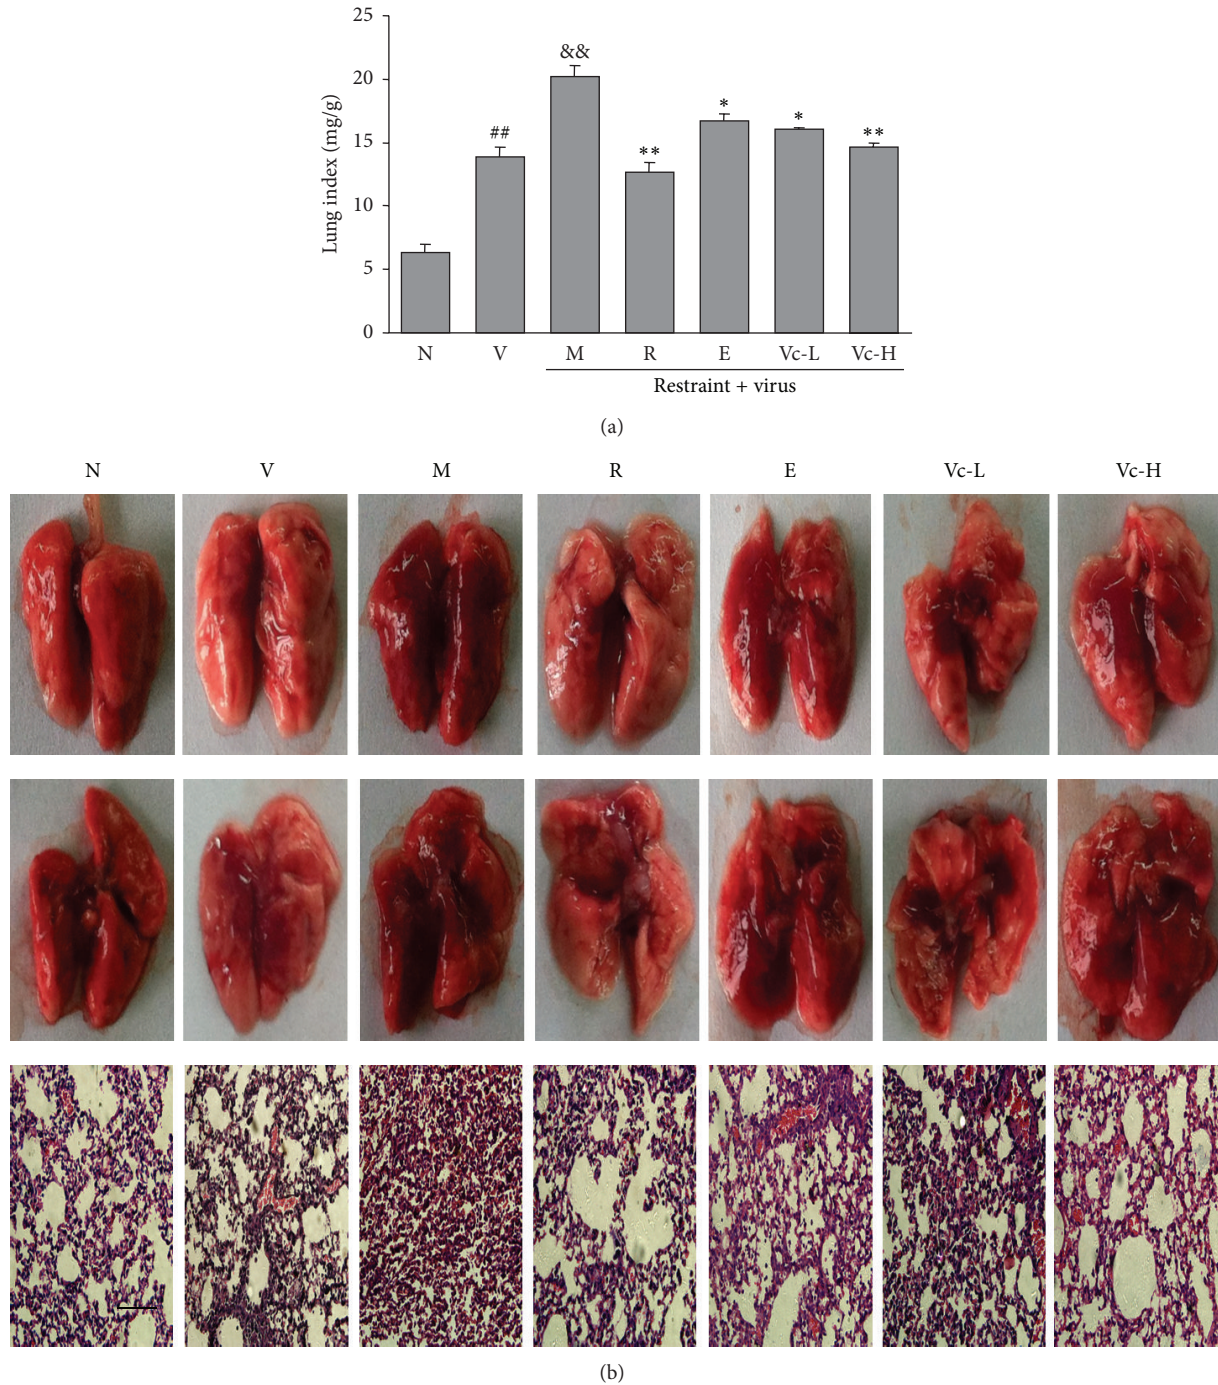 25
20
15
10
5
0
Lung index (mg/g)
##
&&
**
*
*
**
N V M R E Vc-L Vc-H
Restraint + virus
(a)
N V M R E Vc-L Vc-H
(b)